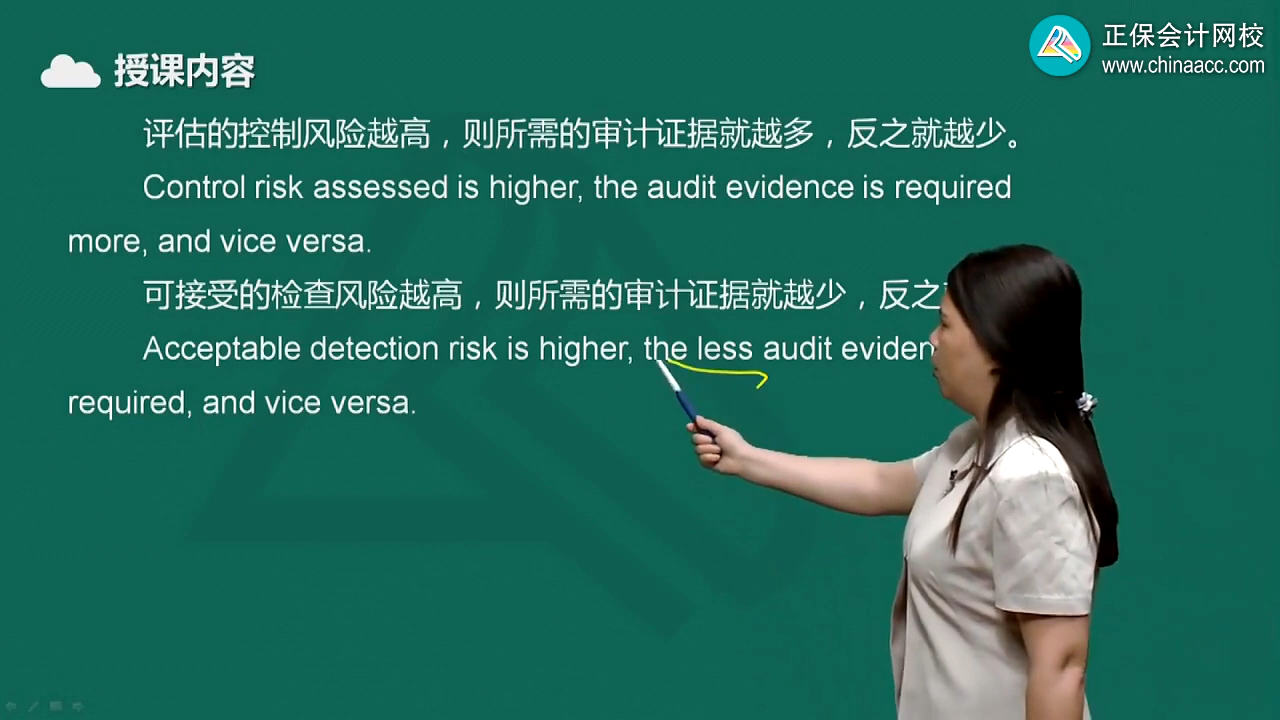 正保会计网校
www.chinaacc.com
授课内容
评估的控制风险越高，则所需的审计证据就越多，反之就越少。
Control risk assessed is higher, the audit evidence is required
more, and vice versa.
可接受的检查风险越高，则所需的审计证据就越少，反之
Acceptable detection risk is higher, the less audit
required, and vice versa.